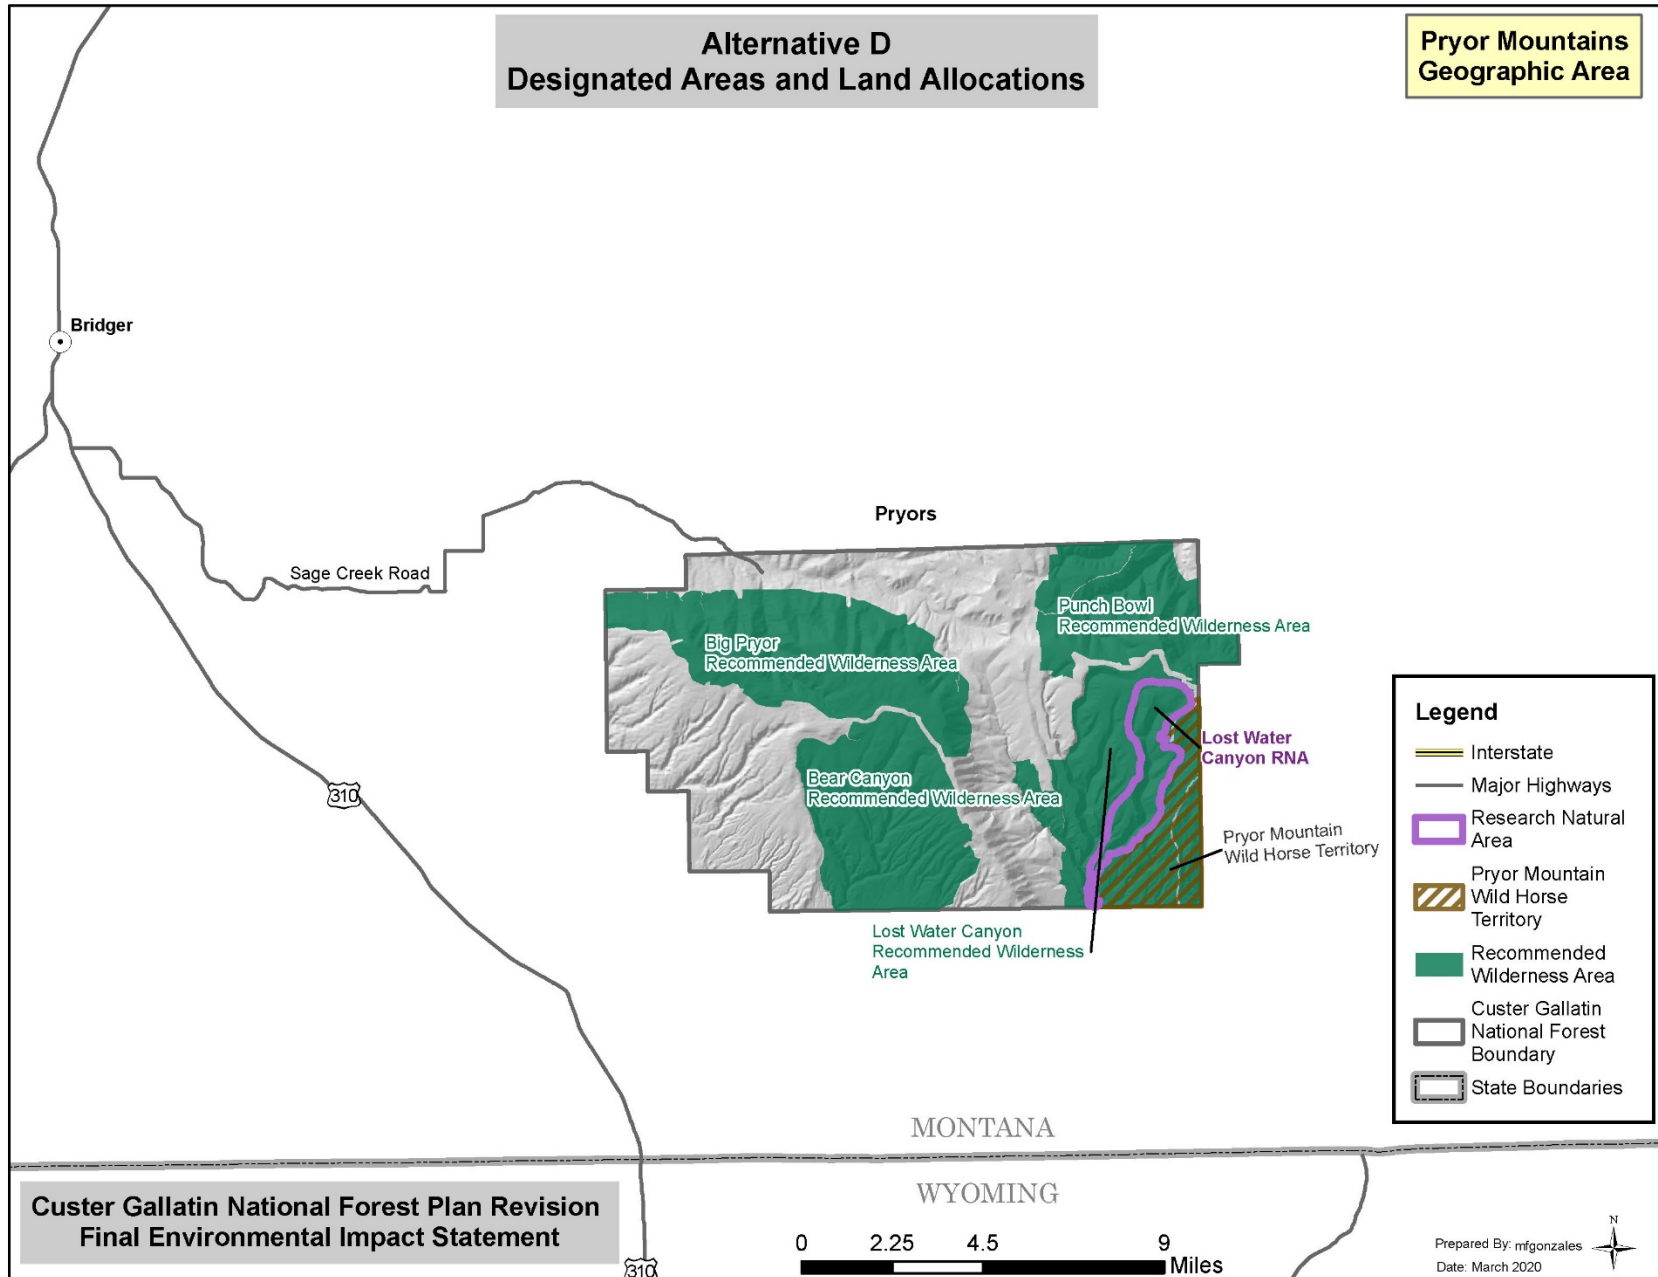 Alternative D
Designated Areas and Land Allocations
Pryor Mountains
Geographic Area
Bridger
Pryors
Sage Creek Road
Punch Bowl
Recommended Wilderness Area
Big Pryor
Recommended Wilderness Area
Lost Water
Canyon RNA
Bear Canyon
Recommended Wilderness Area
310
Pryor Mountain
Wild Horse Territory
Lost Water Canyon
Recommended Wilderness
Area
Legend
Interstate
Major Highways
Research Natural
Area
Pryor Mountain
Wild Horse
Territory
Recommended
Wilderness Area
Custer Gallatin
National Forest
Boundary
State Boundaries
MONTANA
WYOMING
Custer Gallatin National Forest Plan Revision
Final Environmental Impact Statement
310
0 2.25 4.5 9
Miles
N
Prepared By: mfgonzales
Date: March 2020